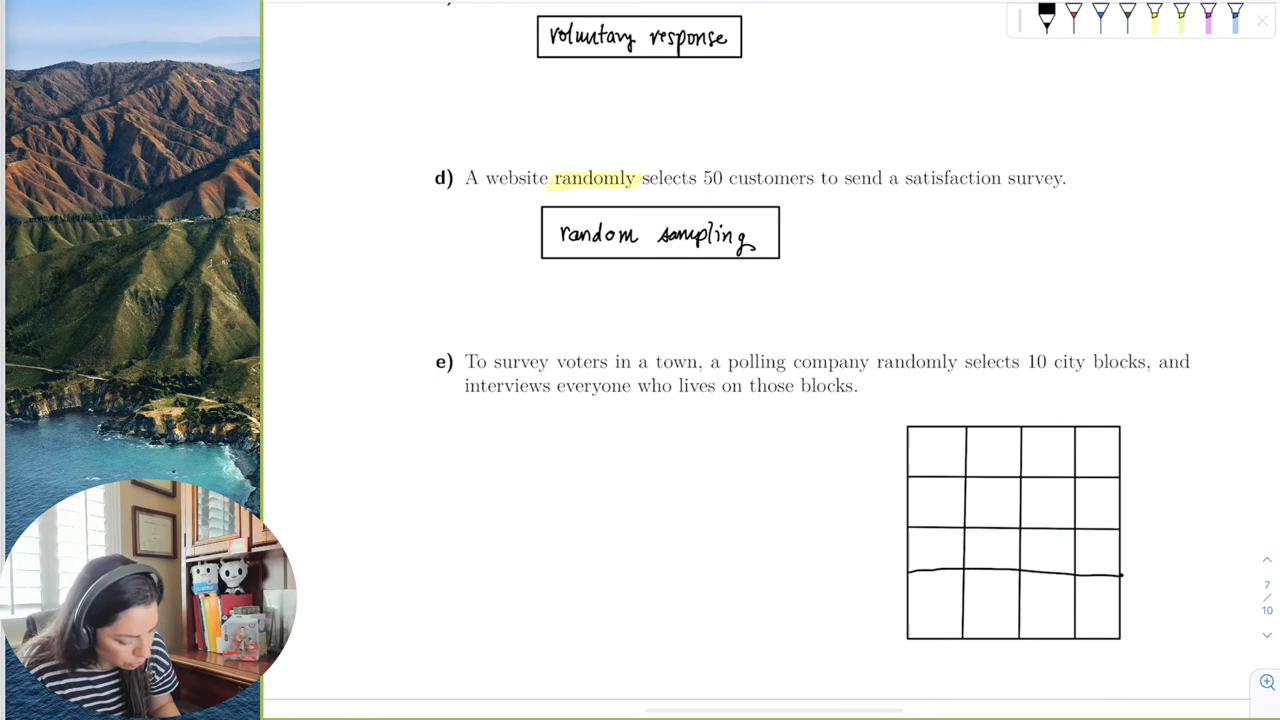 voluntary response
d) A website randomly selects 50 customers to send a satisfaction survey.
random sampling
e) To survey voters in a town, a polling company randomly selects 10 city blocks, and
interviews everyone who lives on those blocks.
7
/
10